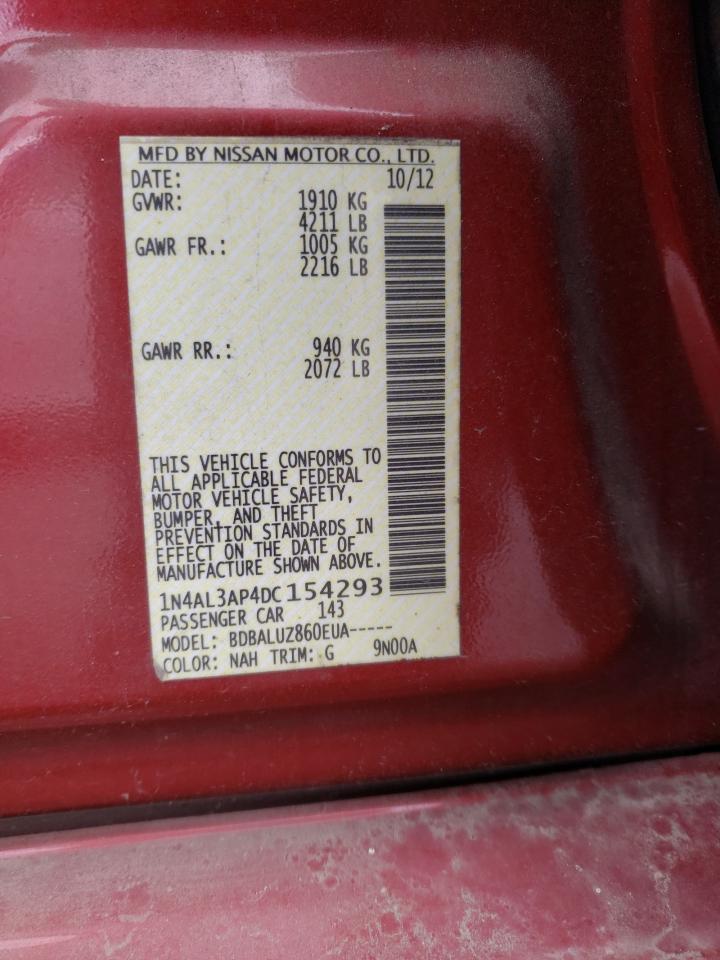 MFD BY NISSAN MOTOR CO., LTD.
DATE: 10/12
GVWR: 1910 KG
4211 LB
GAWR FR.: 1005 KG
2216 LB
GAWR RR.: 940 KG
2072 LB
THIS VEHICLE CONFORMS TO
ALL APPLICABLE FEDERAL
MOTOR VEHICLE SAFETY,
BUMPER, AND THEFT
PREVENTION STANDARDS IN
EFFECT ON THE DATE OF
MANUFACTURE SHOWN ABOVE.
1N4AL3AP4DC154293
PASSENGER CAR 143
MODEL: BDBALUZ860EUA-----
COLOR: NAH TRIM: G 9N00A